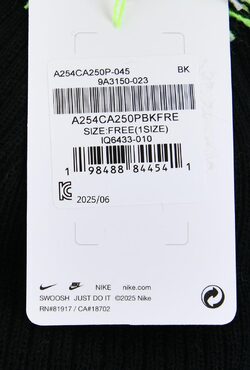 A254CA250P-045 BK
9A3150-023
A254CA250PBKFRE
SIZE:FREE(1SIZE)
IQ6433-010
1 98488 84454 1
2025/06
NIKE nike.com
SWOOSH JUST DO IT ©2025 Nike
RN#81917 / CA#18702